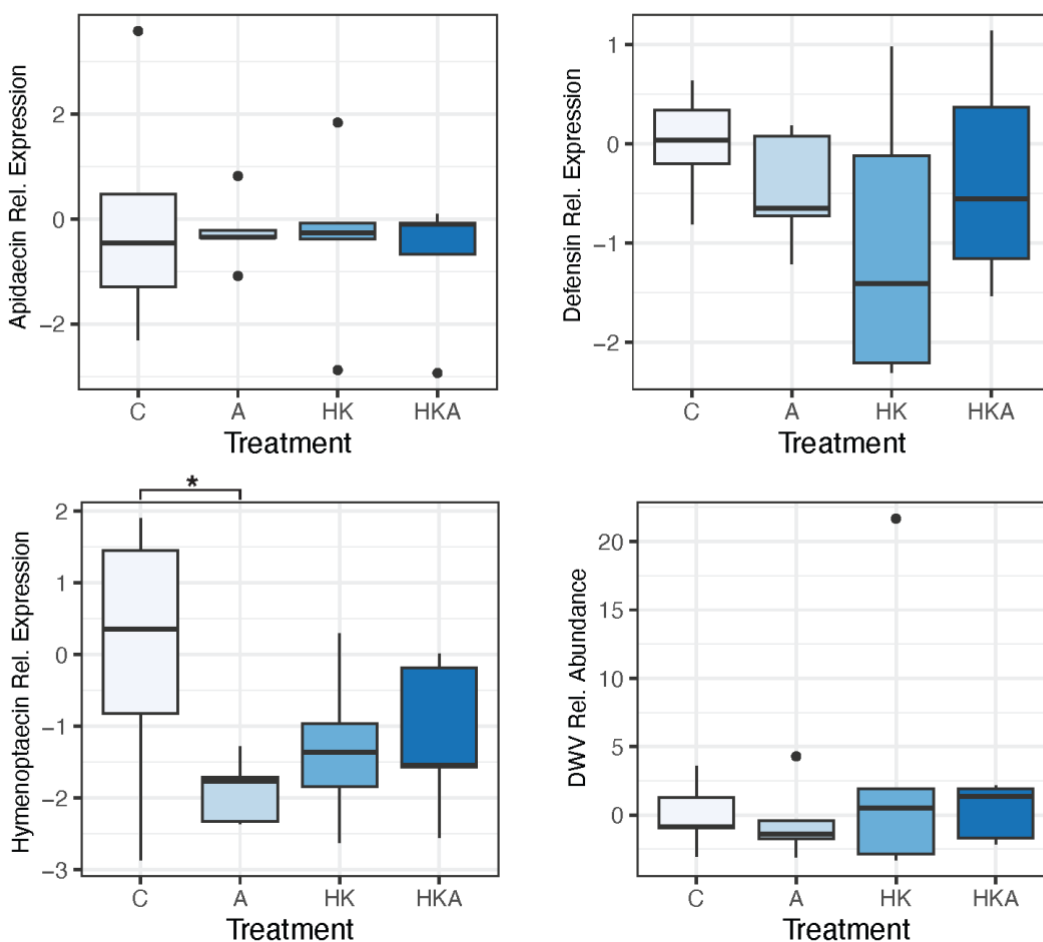 Apidaecin Rel. Expression
2
0
−2
C A HK HKA
Treatment
Defensin Rel. Expression
1
0
−1
−2
C A HK HKA
Treatment
Hymenoptaecin Rel. Expression
*
2
1
0
−1
−2
−3
C A HK HKA
Treatment
DWV Rel. Abundance
20
15
10
5
0
C A HK HKA
Treatment